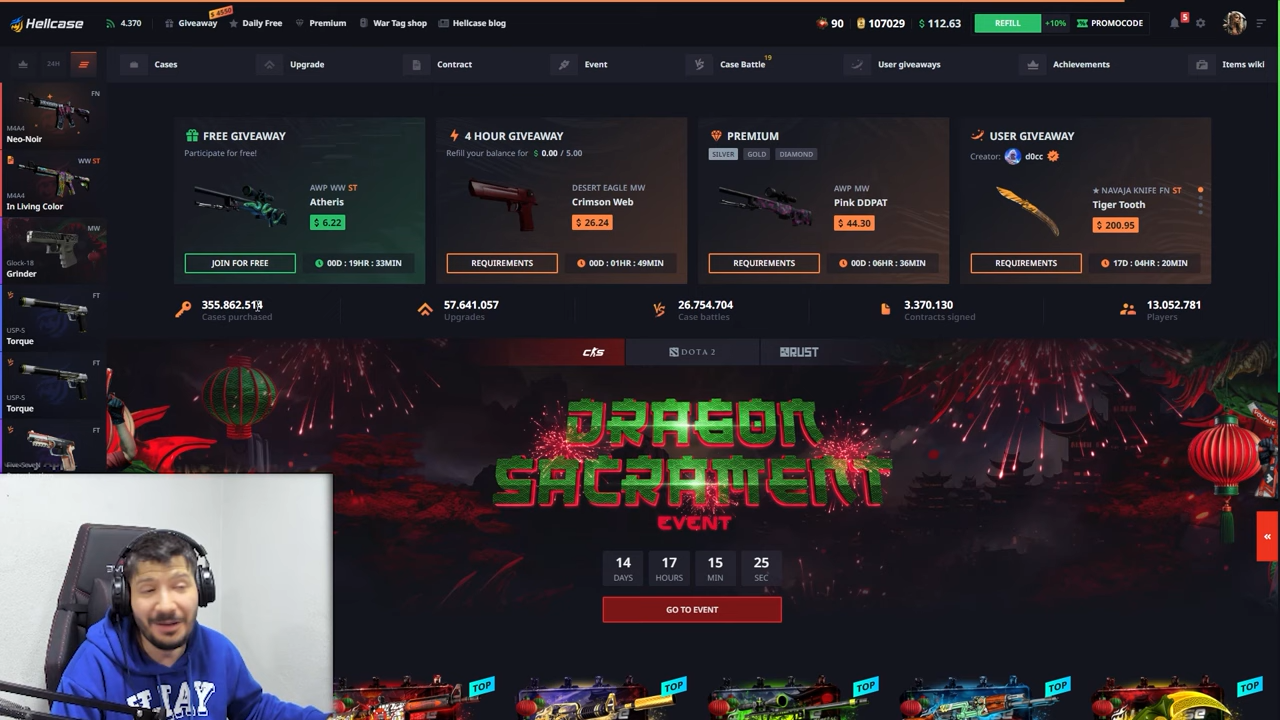 Hellcase
4.370
Giveaway
$ 4550
Daily Free
Premium
War Tag shop
Hellcase blog
90
107029
$ 112.63
REFILL
+10%
PROMOCODE
5
24H
Cases
Upgrade
Contract
Event
Case Battle
19
User giveaways
Achievements
Items wiki
FN
M4A4
Neo-Noir
WW ST
M4A4
In Living Color
MW
Glock-18
Grinder
FT
USP-S
Torque
FT
USP-S
Torque
FT
FREE GIVEAWAY
Participate for free!
AWP WW ST
Atheris
$ 6.22
JOIN FOR FREE
00D : 19HR : 33MIN
4 HOUR GIVEAWAY
Refill your balance for $ 0.00 / 5.00
DESERT EAGLE MW
Crimson Web
$ 26.24
REQUIREMENTS
00D : 01HR : 49MIN
PREMIUM
SILVER
GOLD
DIAMOND
AWP MW
Pink DDPAT
$ 44.30
REQUIREMENTS
00D : 06HR : 36MIN
USER GIVEAWAY
Creator: d0cc
★ NAVAJA KNIFE FN ST
Tiger Tooth
$ 200.95
REQUIREMENTS
17D : 04HR : 20MIN
355.862.514
Cases purchased
57.641.057
Upgrades
26.754.704
Case battles
3.370.130
Contracts signed
13.052.781
Players
CS
DOTA 2
RUST
DRAGON
SACRAMENT
EVENT
14
DAYS
17
HOURS
15
MIN
25
SEC
GO TO EVENT
«
TOP
TOP
TOP
TOP
TOP